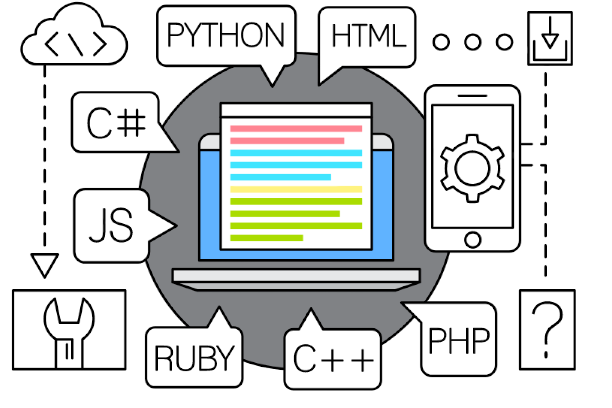 < \ >
PYTHON
HTML
C#
JS
RUBY
C++
PHP
?